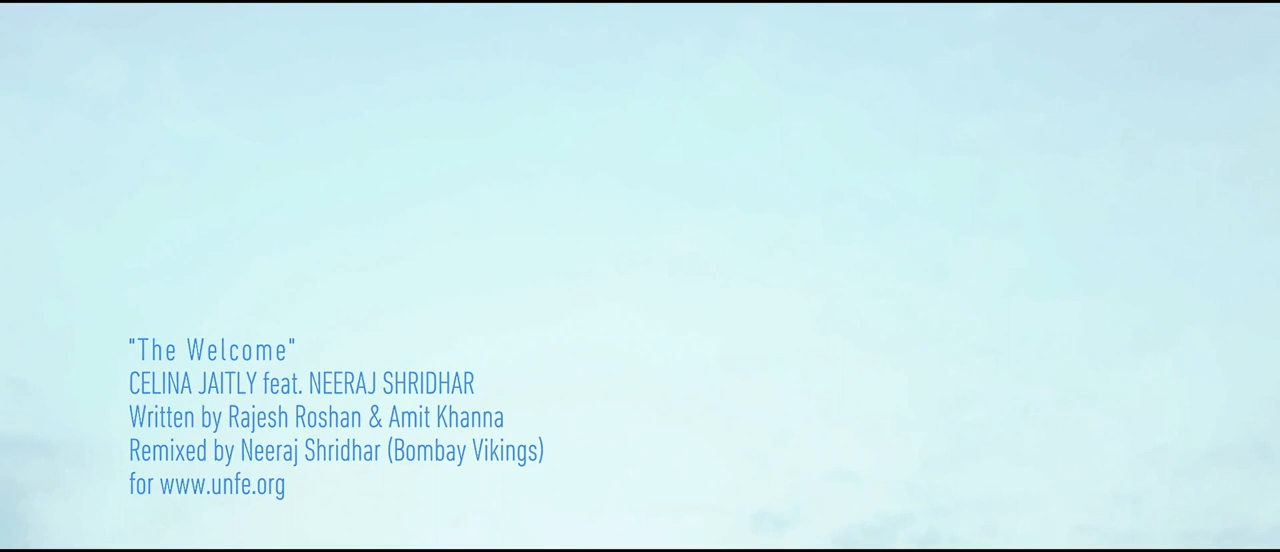 "The Welcome"
CELINA JAITLY feat. NEERAJ SHRIDHAR
Written by Rajesh Roshan & Amit Khanna
Remixed by Neeraj Shridhar (Bombay Vikings)
for www.unfe.org